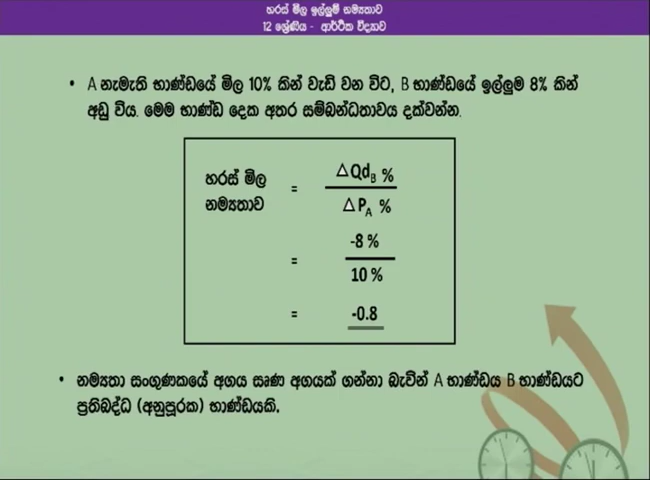 හරස් මිල ඉල්ලුම් නම්‍යතාව
12 ශ්‍රේණිය - ආර්ථික විද්‍යාව
• A නැමැති භාණ්ඩයේ මිල 10% කින් වැඩි වන විට, B භාණ්ඩයේ ඉල්ලුම 8% කින්
අඩු විය. මෙම භාණ්ඩ දෙක අතර සම්බන්ධතාවය දක්වන්න.
හරස් මිල නම්‍යතාව = △Qd_B % / △P_A %
= -8 % / 10 %
= -0.8
• නම්‍යතා සංගුණකයේ අගය සෘණ අගයක් ගන්නා බැවින් A භාණ්ඩය B භාණ්ඩයට
ප්‍රතිබද්ධ (අනුපූරක) භාණ්ඩයකි.